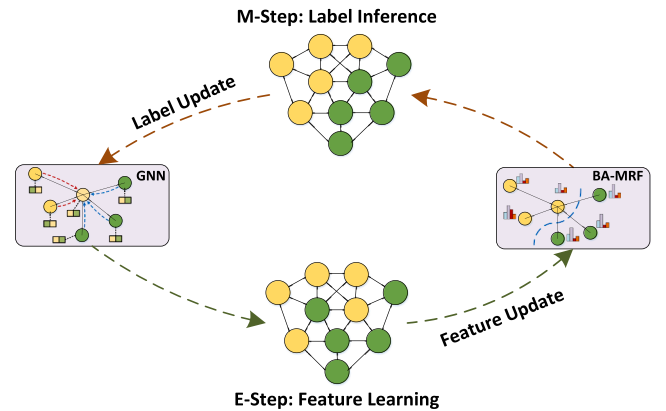 M-Step: Label Inference
Label Update
GNN
BA-MRF
Feature Update
E-Step: Feature Learning